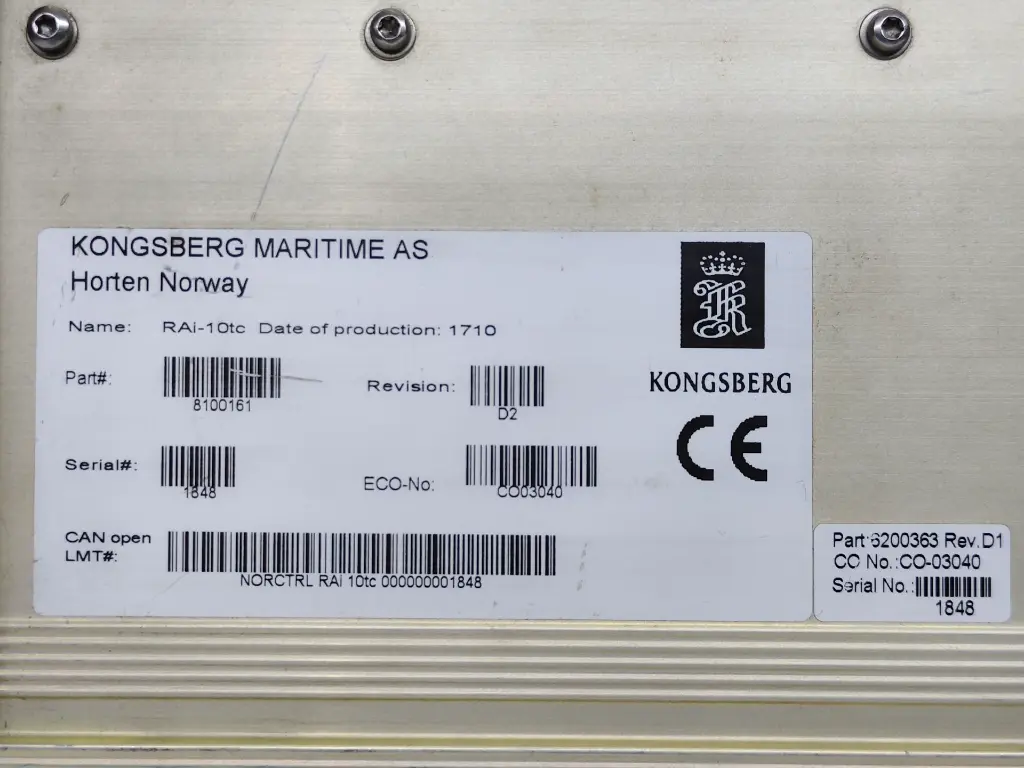 KONGSBERG MARITIME AS
Horten Norway
Name: RAi-10tc Date of production: 1710
Part#: 8100161 Revision: D2
Serial#: 1848 ECO-No: CO03040
CAN open
LMT#: NORCTRL RAi 10tc 000000001848
KONGSBERG
CE
Part:6200363 Rev.D1
CO No.:CO-03040
Serial No.:
1848